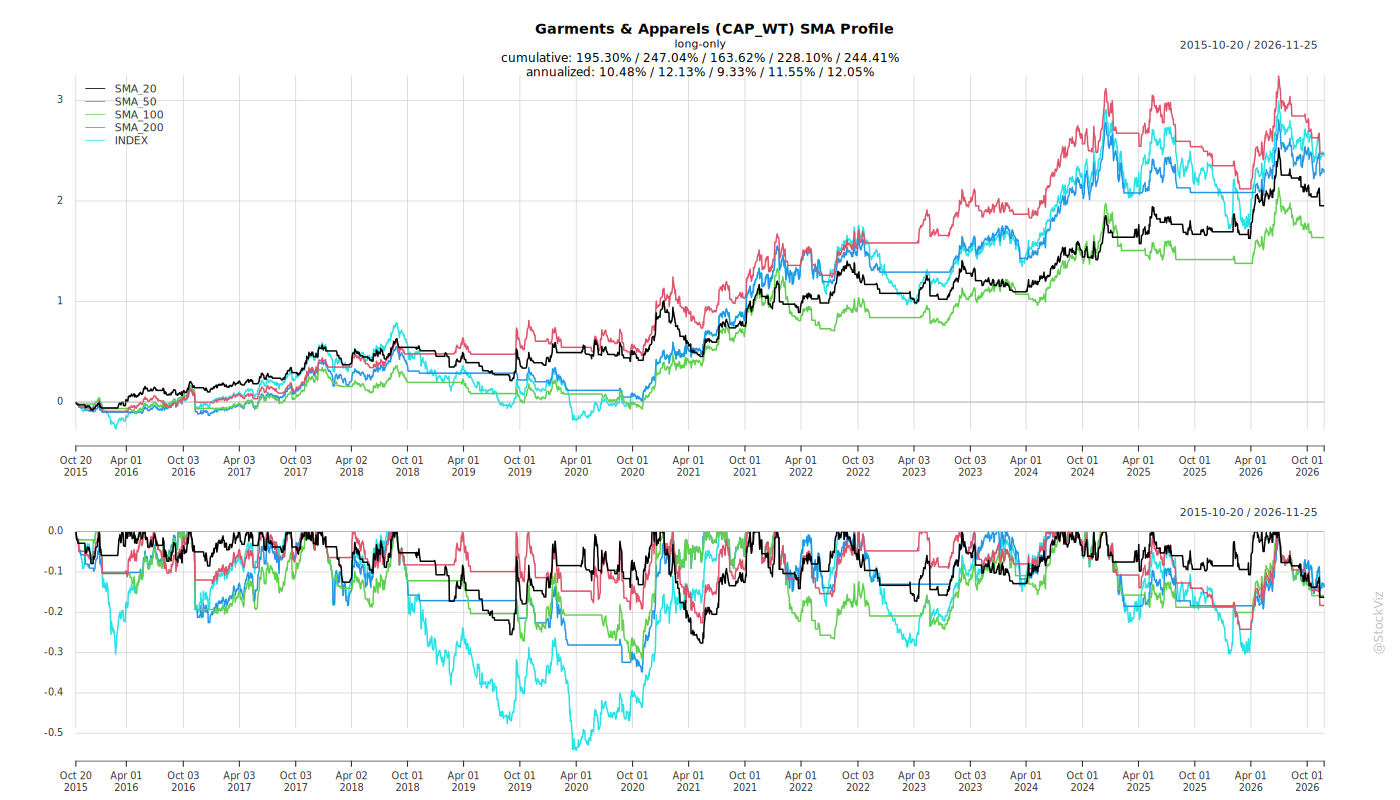 Garments & Apparels (CAP_WT) SMA Profile
long-only
2015-10-20 / 2026-11-25
cumulative: 195.30% / 247.04% / 163.62% / 228.10% / 244.41%
annualized: 10.48% / 12.13% / 9.33% / 11.55% / 12.05%
SMA_20
SMA_50
SMA_100
SMA_200
INDEX
3
2
1
0
Oct 20 Apr 01 Oct 03 Apr 03 Oct 03 Apr 02 Oct 01 Apr 01 Oct 01 Apr 01 Oct 01 Apr 01 Oct 01 Apr 01 Oct 03 Apr 03 Oct 03 Apr 01 Oct 01 Apr 01 Oct 01 Apr 01 Oct 01
2015 2016 2016 2017 2017 2018 2018 2019 2019 2020 2020 2021 2021 2022 2022 2023 2023 2024 2024 2025 2025 2026 2026
2015-10-20 / 2026-11-25
0.0
-0.1
-0.2
-0.3
-0.4
-0.5
Oct 20 Apr 01 Oct 03 Apr 03 Oct 03 Apr 02 Oct 01 Apr 01 Oct 01 Apr 01 Oct 01 Apr 01 Oct 01 Apr 01 Oct 03 Apr 03 Oct 03 Apr 01 Oct 01 Apr 01 Oct 01 Apr 01 Oct 01
2015 2016 2016 2017 2017 2018 2018 2019 2019 2020 2020 2021 2021 2022 2022 2023 2023 2024 2024 2025 2025 2026 2026
@StockViz